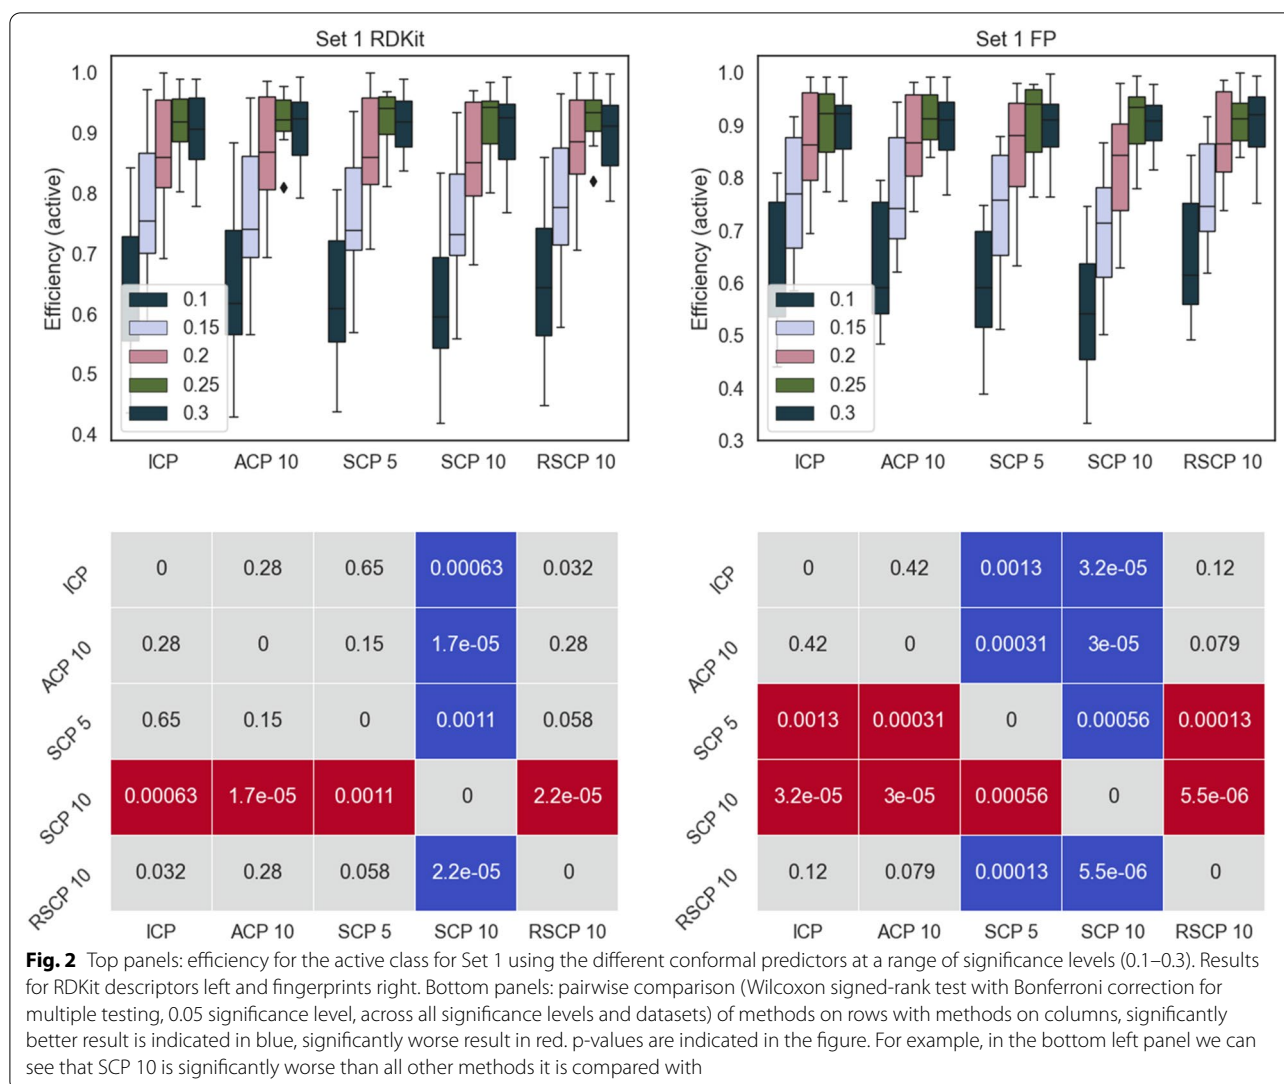 Set 1 RDKit
Efficiency (active)
1.0
0.9
0.8
0.7
0.6
0.5
0.4
0.1
0.15
0.2
0.25
0.3
ICP ACP 10 SCP 5 SCP 10 RSCP 10
Set 1 FP
Efficiency (active)
1.0
0.9
0.8
0.7
0.6
0.5
0.4
0.3
0.1
0.15
0.2
0.25
0.3
ICP ACP 10 SCP 5 SCP 10 RSCP 10
ICP 0 0.28 0.65 0.00063 0.032
ACP 10 0.28 0 0.15 1.7e-05 0.28
SCP 5 0.65 0.15 0 0.0011 0.058
SCP 10 0.00063 1.7e-05 0.0011 0 2.2e-05
RSCP 10 0.032 0.28 0.058 2.2e-05 0
ICP ACP 10 SCP 5 SCP 10 RSCP 10
ICP 0 0.42 0.0013 3.2e-05 0.12
ACP 10 0.42 0 0.00031 3e-05 0.079
SCP 5 0.0013 0.00031 0 0.00056 0.00013
SCP 10 3.2e-05 3e-05 0.00056 0 5.5e-06
RSCP 10 0.12 0.079 0.00013 5.5e-06 0
ICP ACP 10 SCP 5 SCP 10 RSCP 10
Fig. 2 Top panels: efficiency for the active class for Set 1 using the different conformal predictors at a range of significance levels (0.1–0.3). Results
for RDKit descriptors left and fingerprints right. Bottom panels: pairwise comparison (Wilcoxon signed-rank test with Bonferroni correction for
multiple testing, 0.05 significance level, across all significance levels and datasets) of methods on rows with methods on columns, significantly
better result is indicated in blue, significantly worse result in red. p-values are indicated in the figure. For example, in the bottom left panel we can
see that SCP 10 is significantly worse than all other methods it is compared with